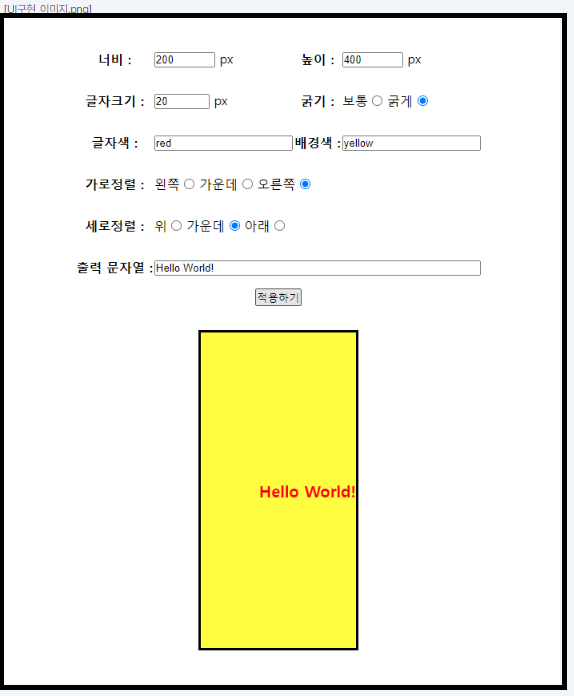 [UI구현 이미지.png]
너비 : 200 px 높이 : 400 px
글자크기 : 20 px 굵기 : 보통 굵게
글자색 : red 배경색 : yellow
가로정렬 : 왼쪽 가운데 오른쪽
세로정렬 : 위 가운데 아래
출력 문자열 : Hello World!
적용하기
Hello World!